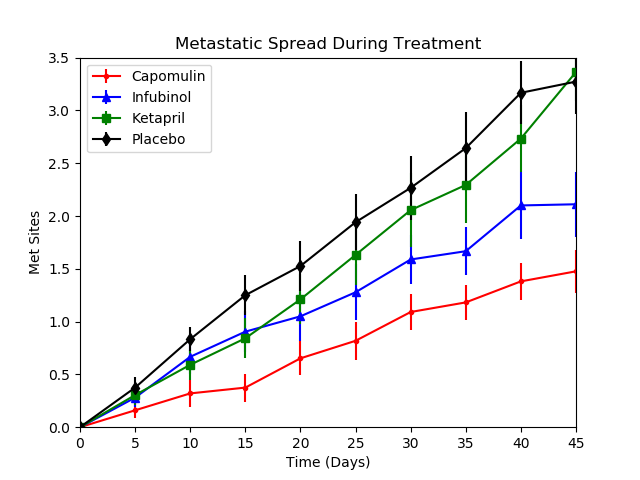 Metastatic Spread During Treatment
Capomulin
Infubinol
Ketapril
Placebo
3.5
3.0
2.5
2.0
1.5
1.0
0.5
0.0
Met Sites
0 5 10 15 20 25 30 35 40 45
Time (Days)